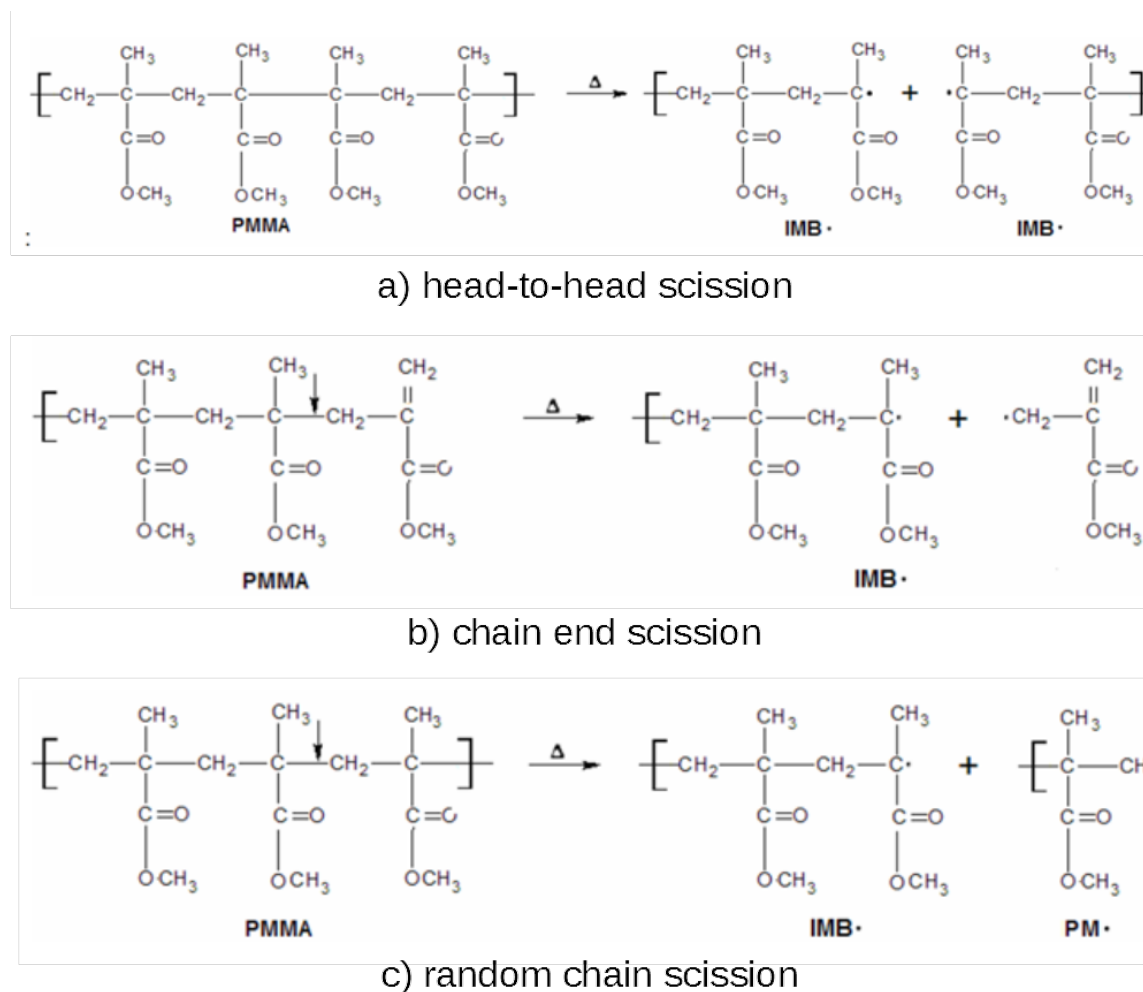 CH3 CH3 CH3 CH3 CH3 CH3 CH3 CH3
CH2 C CH2 C C CH2 C Δ CH2 C CH2 C· + ·C CH2 C
C=O C=O C=O C=O C=O C=O C=O
OCH3 OCH3 OCH3 OCH3 OCH3 OCH3 OCH3 OCH3
PMMA IMB· IMB·
:
a) head-to-head scission
CH3 CH3 CH2 CH3 CH3 CH2
CH2 C CH2 C CH2 C Δ CH2 C CH2 C· + ·CH2 C
C=O C=O C=O C=O
OCH3 OCH3 OCH3 OCH3 OCH3 OCH3
PMMA IMB·
b) chain end scission
CH3 CH3 CH3 CH3 CH3 CH3
CH2 C CH2 C CH2 C Δ CH2 C CH2 C· + C
C=O C=O C=O C=O C=O
OCH3 OCH3 OCH3 OCH3 OCH3 OCH3
PMMA IMB· PM·
c) random chain scission